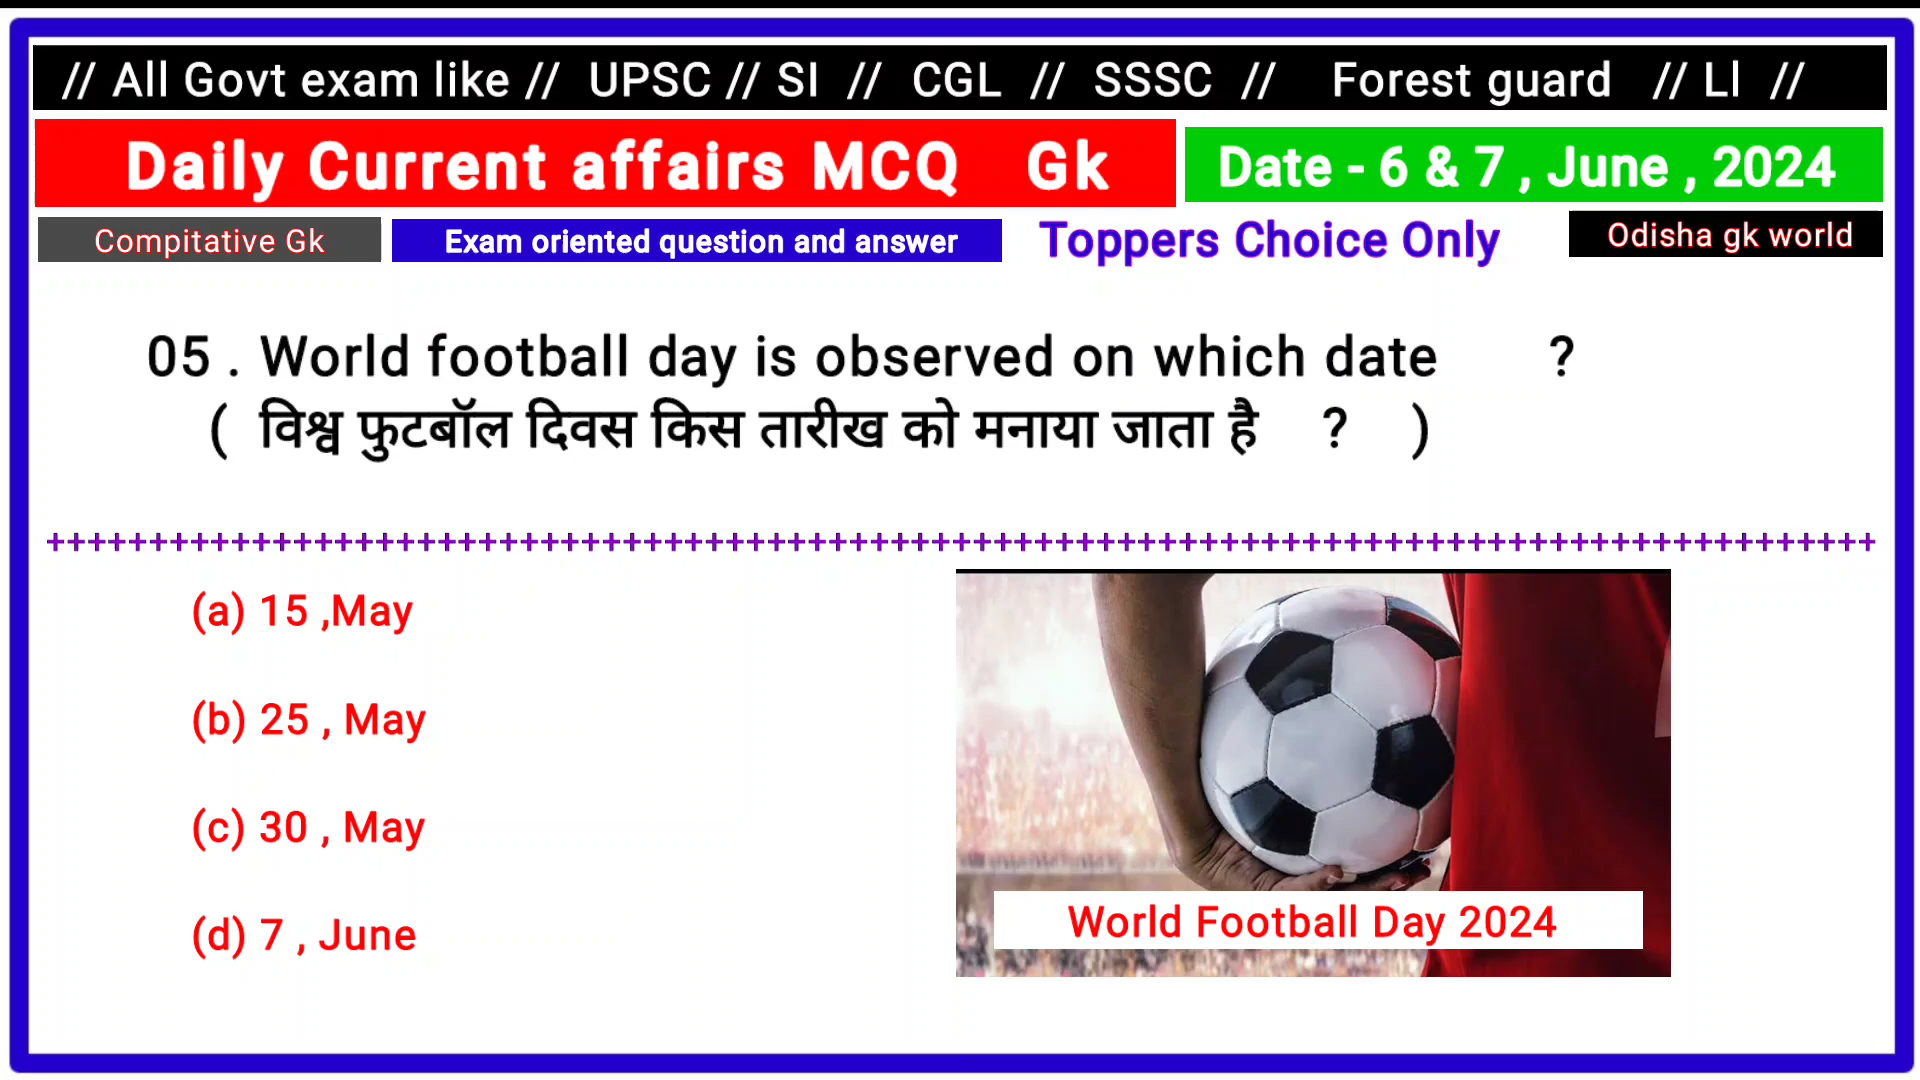 // All Govt exam like // UPSC // SI // CGL // SSSC // Forest guard // Ll //
Daily Current affairs MCQ Gk
Date - 6 & 7 , June , 2024
Compitative Gk
Exam oriented question and answer
Toppers Choice Only
Odisha gk world
05 . World football day is observed on which date ?
( विश्व फुटबॉल दिवस किस तारीख को मनाया जाता है ? )
+++++++++++++++++++++++++++++++++++++++++++++++++++++++++++++++++++++++++++++++++++++++++
(a) 15 ,May
(b) 25 , May
(c) 30 , May
(d) 7 , June
World Football Day 2024